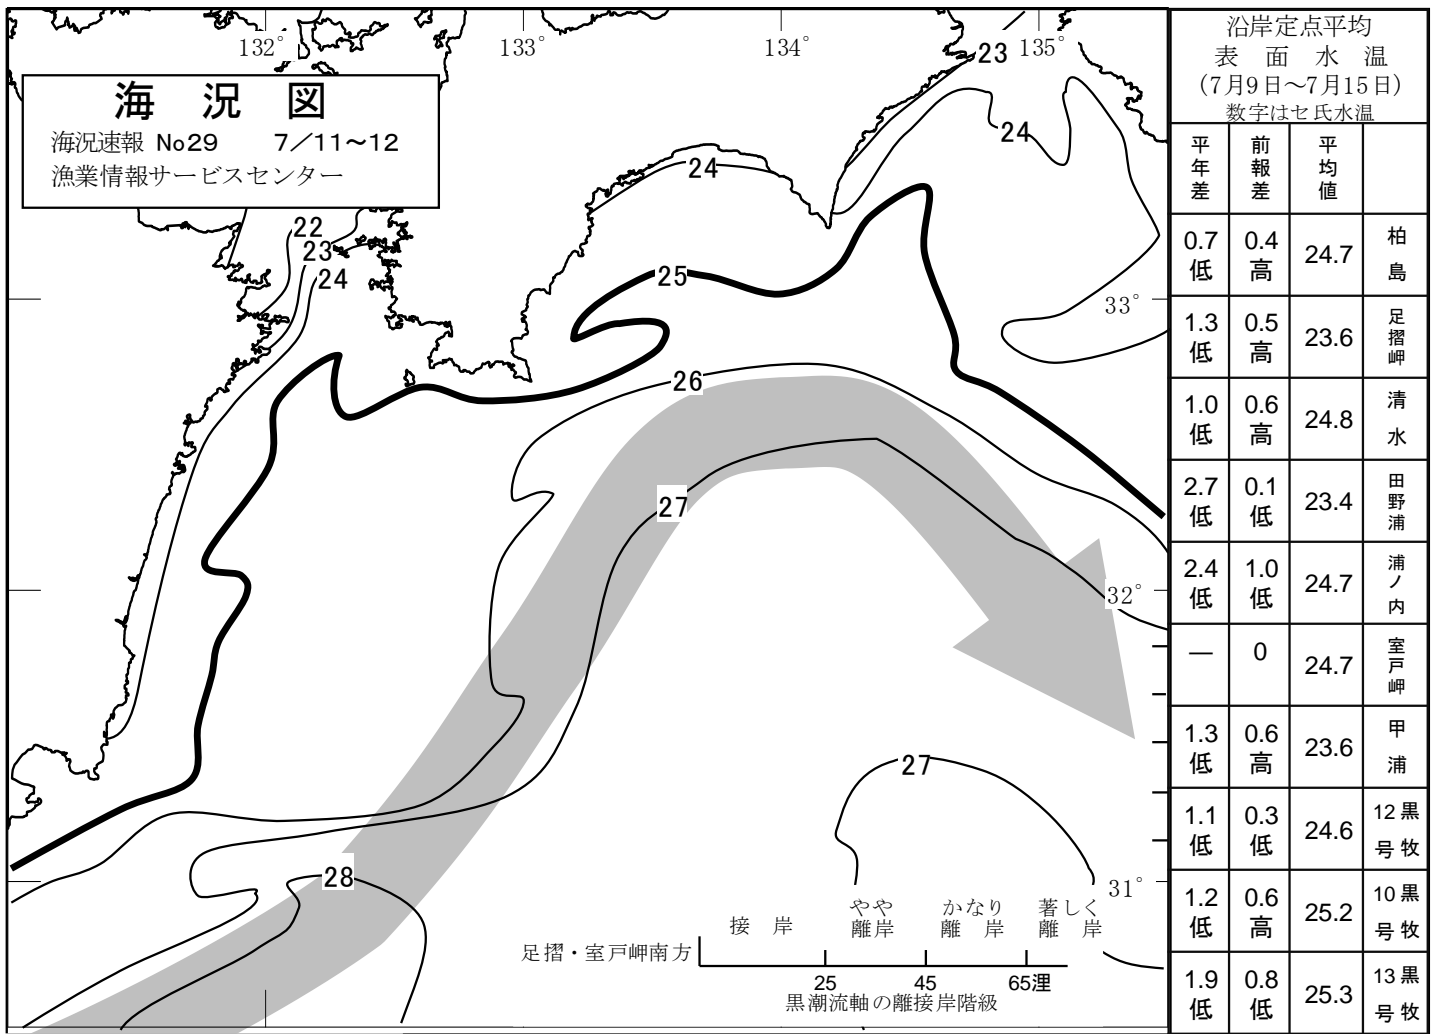 海 況 図
海況速報 No29 7/11～12
漁業情報サービスセンター
132°
133°
134°
135°
23
24
24
22
23
24
25
33°
26
27
32°
27
28
31°
接 岸
やや
離岸
かなり
離 岸
著しく
離 岸
足摺・室戸岬南方
25 45 65浬
黒潮流軸の離接岸階級
沿岸定点平均
表 面 水 温
(7月9日～7月15日)
数字はセ氏水温
平年差 前報差 平均値
0.7低 0.4高 24.7 柏島
1.3低 0.5高 23.6 足摺岬
1.0低 0.6高 24.8 清水
2.7低 0.1低 23.4 田野浦
2.4低 1.0低 24.7 浦ノ内
— 0 24.7 室戸岬
1.3低 0.6高 23.6 甲浦
1.1低 0.3低 24.6 黒牧12号
1.2低 0.6高 25.2 黒牧10号
1.9低 0.8低 25.3 黒牧13号